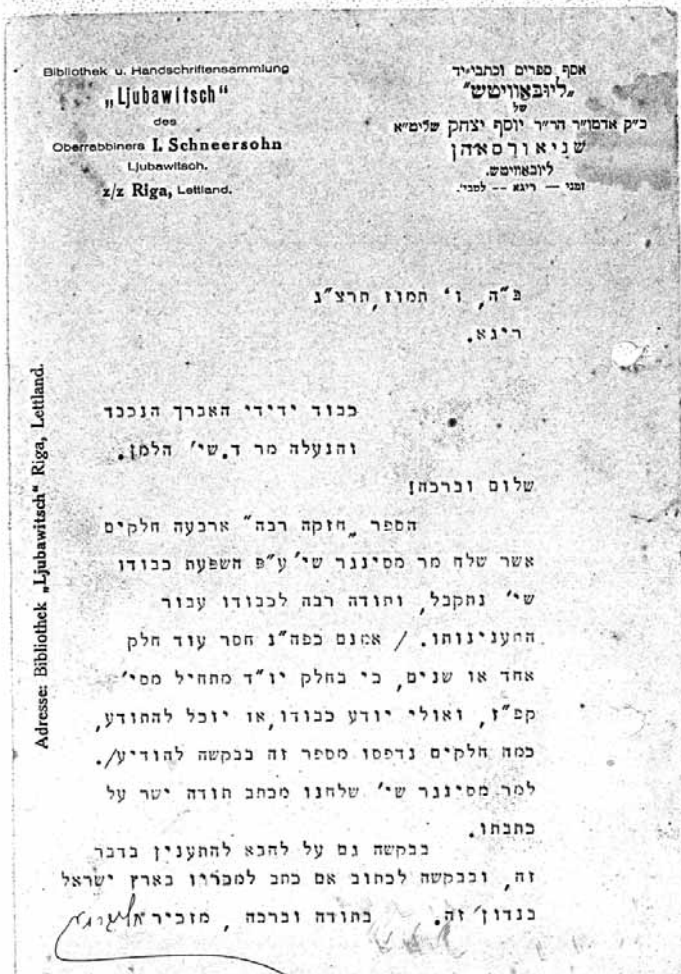 Bibliothek u. Handschriftensammlung
„Ljubawitsch“
des
Oberrabbiners I. Schneersohn
Ljubawitsch.
z/z Riga, Lettland.
אסף ספרים וכתבי־יד
„ליובאוויטש“
של
כ״ק אדמו״ר הר״ר יוסף יצחק שליט״א
שניאורסאהן
ליובאוויטש.
זמני — ריגא -- לטבי׳.
Adresse: Bibliothek „Ljubawitsch“ Riga, Lettland.
ב״ה, ו׳ תמוז,תרצ״ג
ריגא.
כבוד ידידי האברך הנכבד
והנעלה מר ד.שי׳ הלמן.
שלום וברכה!
הספר „חזקה רבה״ ארבעה חלקים
אשר שלח מר מסינגר שי׳ ע״פ השפעת כבודו
שי׳ נתקבל, ותודה רבה לכבודו עבור
התענינותו. / אמנם כפה״נ חסר עוד חלק
אחד או שנים, כי בחלק יו״ד מתחיל מסי׳
קפ״ז, ואולי יודע כבודו,או יוכל להתודע,
כמה חלקים נדפסו מספר זה בבקשה להודיע/.
למר מסינגר שי׳ שלחנו מכתב תודה ישר על
כתבתו.
בבקשה גם על להבא להתענין בדבר
זה, ובבקשה לכתוב אם כתב למכריו בארץ ישראל
בנדון׳ זה. בתודה וברכה, מזכיר